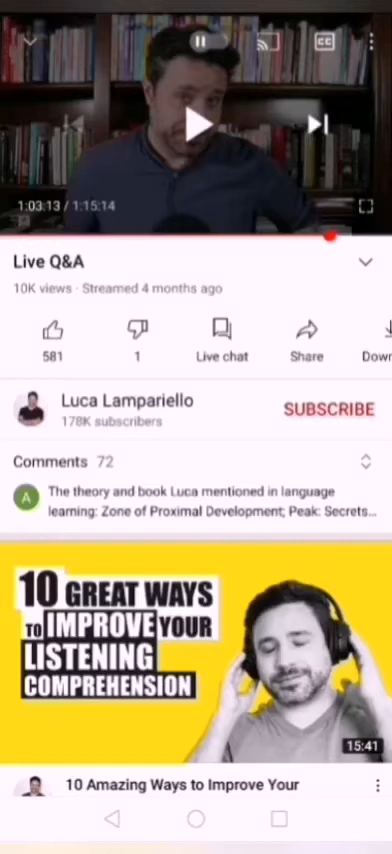 CC
1:03:13 / 1:15:14
Live Q&A
10K views · Streamed 4 months ago
581
1
Live chat
Share
Down
Luca Lampariello
178K subscribers
SUBSCRIBE
Comments 72
A
The theory and book Luca mentioned in language
learning: Zone of Proximal Development; Peak: Secrets...
10 GREAT WAYS
TO IMPROVE YOUR
LISTENING
COMPREHENSION
15:41
10 Amazing Ways to Improve Your